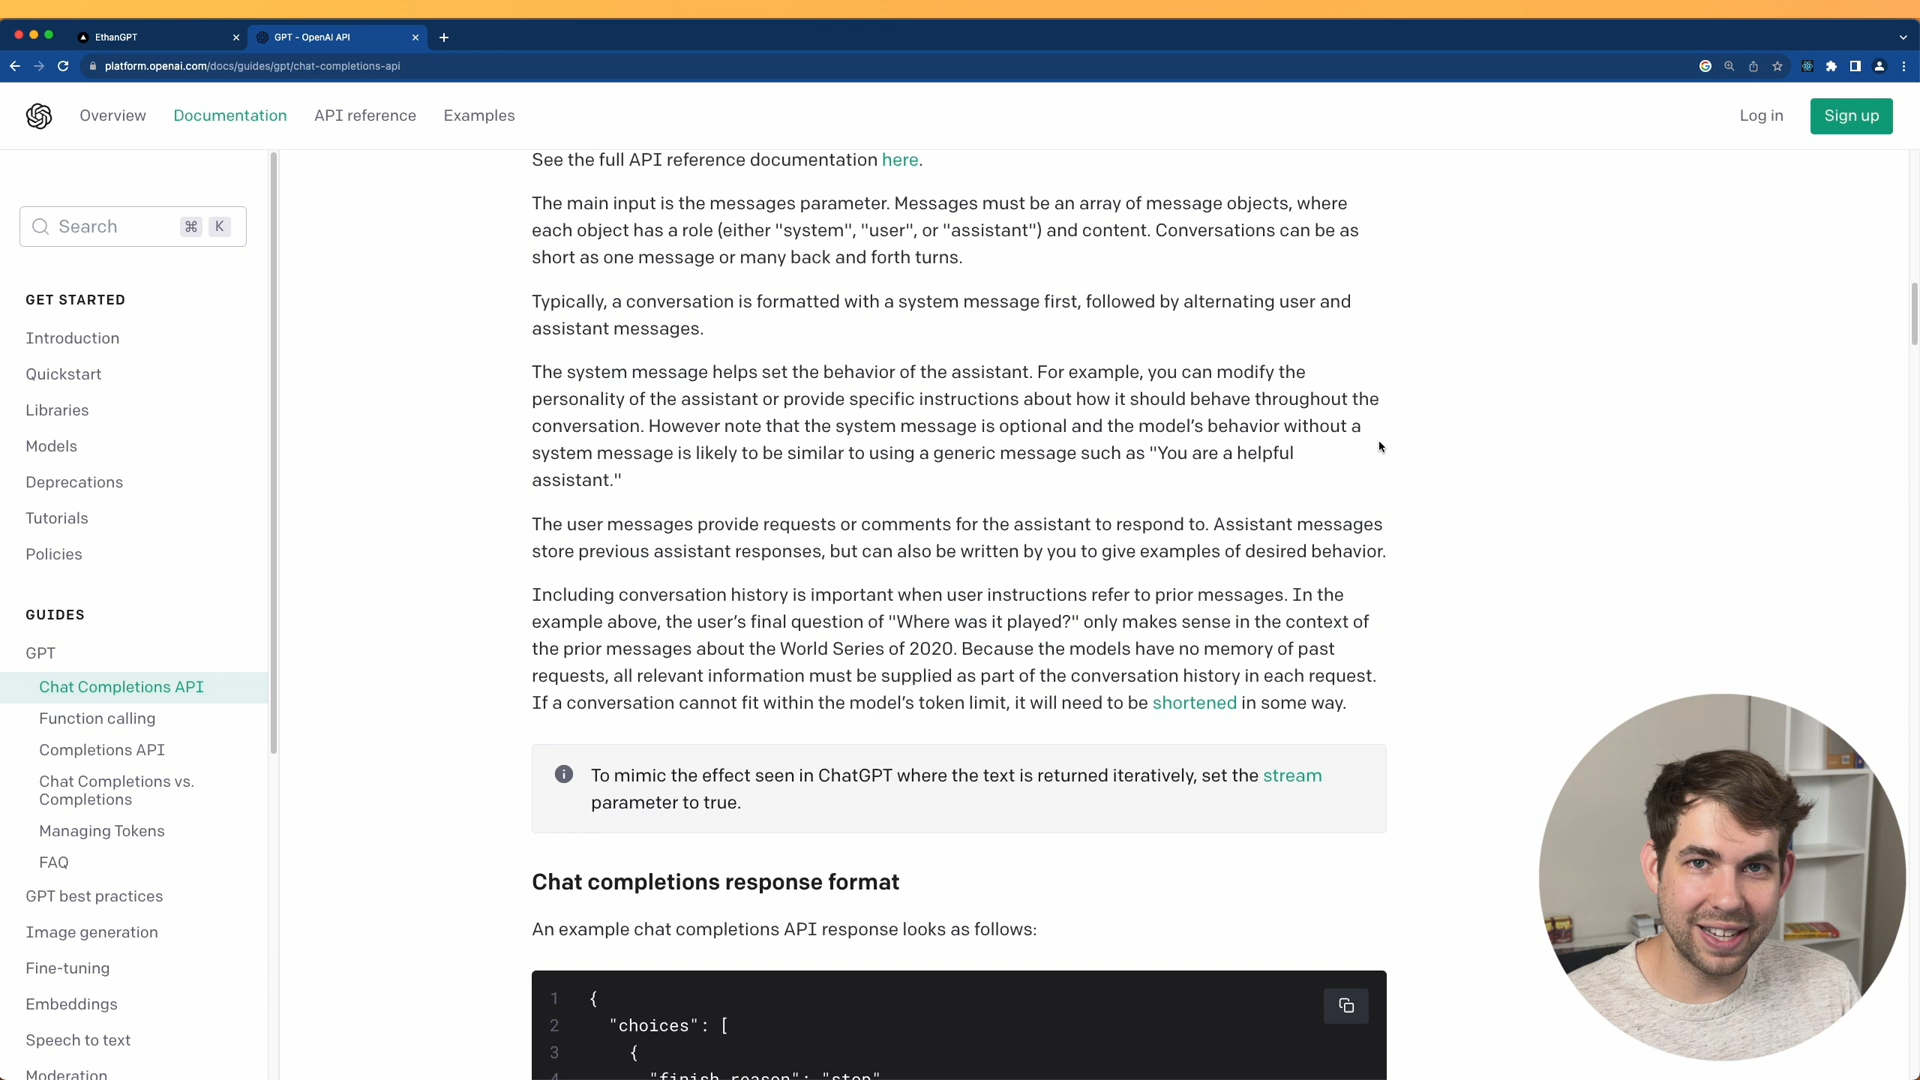 EthanGPT
GPT - OpenAI API
platform.openai.com/docs/guides/gpt/chat-completions-api
Overview
Documentation
API reference
Examples
Log in
Sign up
Search
⌘ K
GET STARTED
Introduction
Quickstart
Libraries
Models
Deprecations
Tutorials
Policies
GUIDES
GPT
Chat Completions API
Function calling
Completions API
Chat Completions vs.
Completions
Managing Tokens
FAQ
GPT best practices
Image generation
Fine-tuning
Embeddings
Speech to text
Moderation
See the full API reference documentation here.
The main input is the messages parameter. Messages must be an array of message objects, where
each object has a role (either "system", "user", or "assistant") and content. Conversations can be as
short as one message or many back and forth turns.
Typically, a conversation is formatted with a system message first, followed by alternating user and
assistant messages.
The system message helps set the behavior of the assistant. For example, you can modify the
personality of the assistant or provide specific instructions about how it should behave throughout the
conversation. However note that the system message is optional and the model's behavior without a
system message is likely to be similar to using a generic message such as "You are a helpful
assistant."
The user messages provide requests or comments for the assistant to respond to. Assistant messages
store previous assistant responses, but can also be written by you to give examples of desired behavior.
Including conversation history is important when user instructions refer to prior messages. In the
example above, the user's final question of "Where was it played?" only makes sense in the context of
the prior messages about the World Series of 2020. Because the models have no memory of past
requests, all relevant information must be supplied as part of the conversation history in each request.
If a conversation cannot fit within the model's token limit, it will need to be shortened in some way.
To mimic the effect seen in ChatGPT where the text is returned iteratively, set the stream
parameter to true.
Chat completions response format
An example chat completions API response looks as follows:
1 {
2 "choices": [
3 {
4 "finish_reason": "stop"